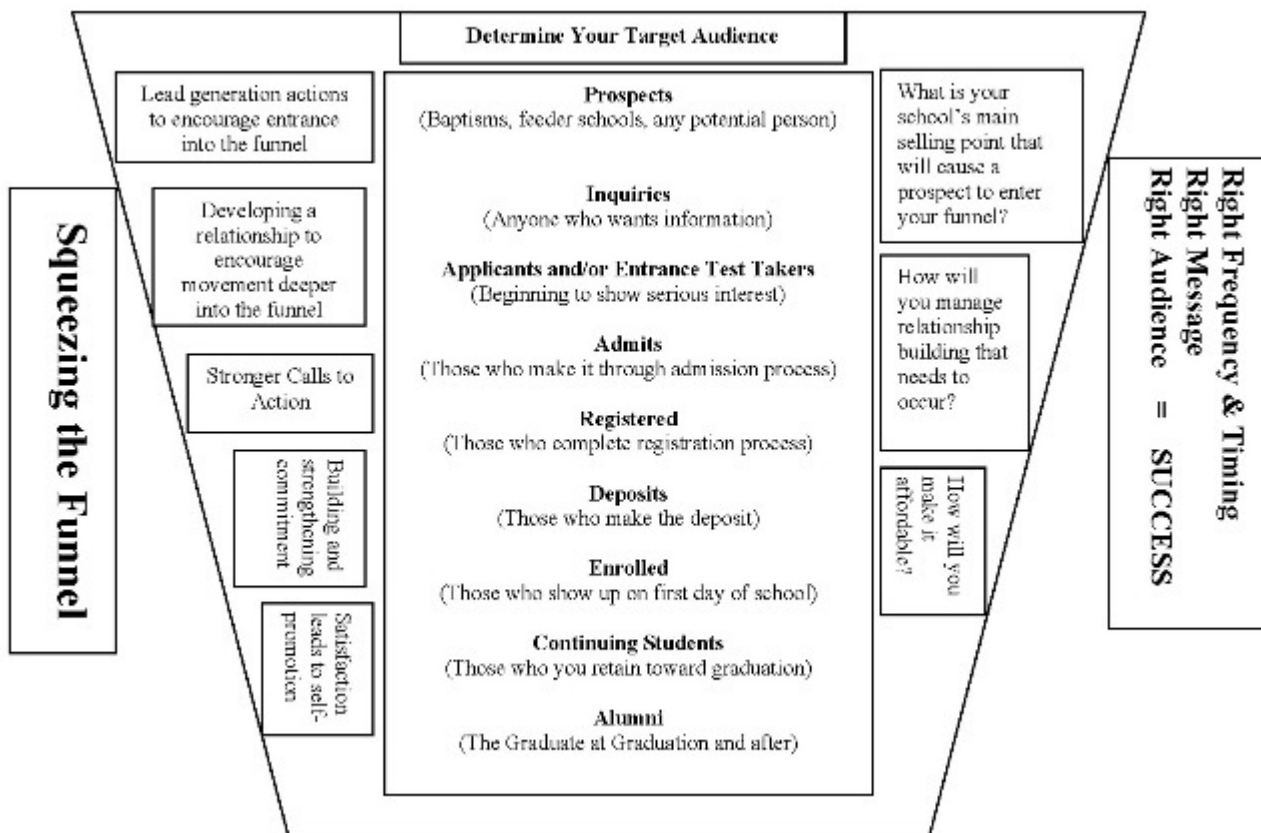 Determine Your Target Audience
Squeezing the Funnel
Lead generation actions
to encourage entrance
into the funnel
Developing a
relationship to
encourage
movement deeper
into the funnel
Stronger Calls to
Action
Building and
strengthening
commitment
Satisfaction
leads to self-
promotion
Prospects
(Baptisms, feeder schools, any potential person)
Inquiries
(Anyone who wants information)
Applicants and/or Entrance Test Takers
(Beginning to show serious interest)
Admits
(Those who make it through admission process)
Registered
(Those who complete registration process)
Deposits
(Those who make the deposit)
Enrolled
(Those who show up on first day of school)
Continuing Students
(Those who you retain toward graduation)
Alumni
(The Graduate at Graduation and after)
What is your
school's main
selling point that
will cause a
prospect to enter
your funnel?
How will
you manage
relationship
building that
needs to
occur?
How will you
make it
affordable?
Right Frequency & Timing
Right Message
Right Audience = SUCCESS